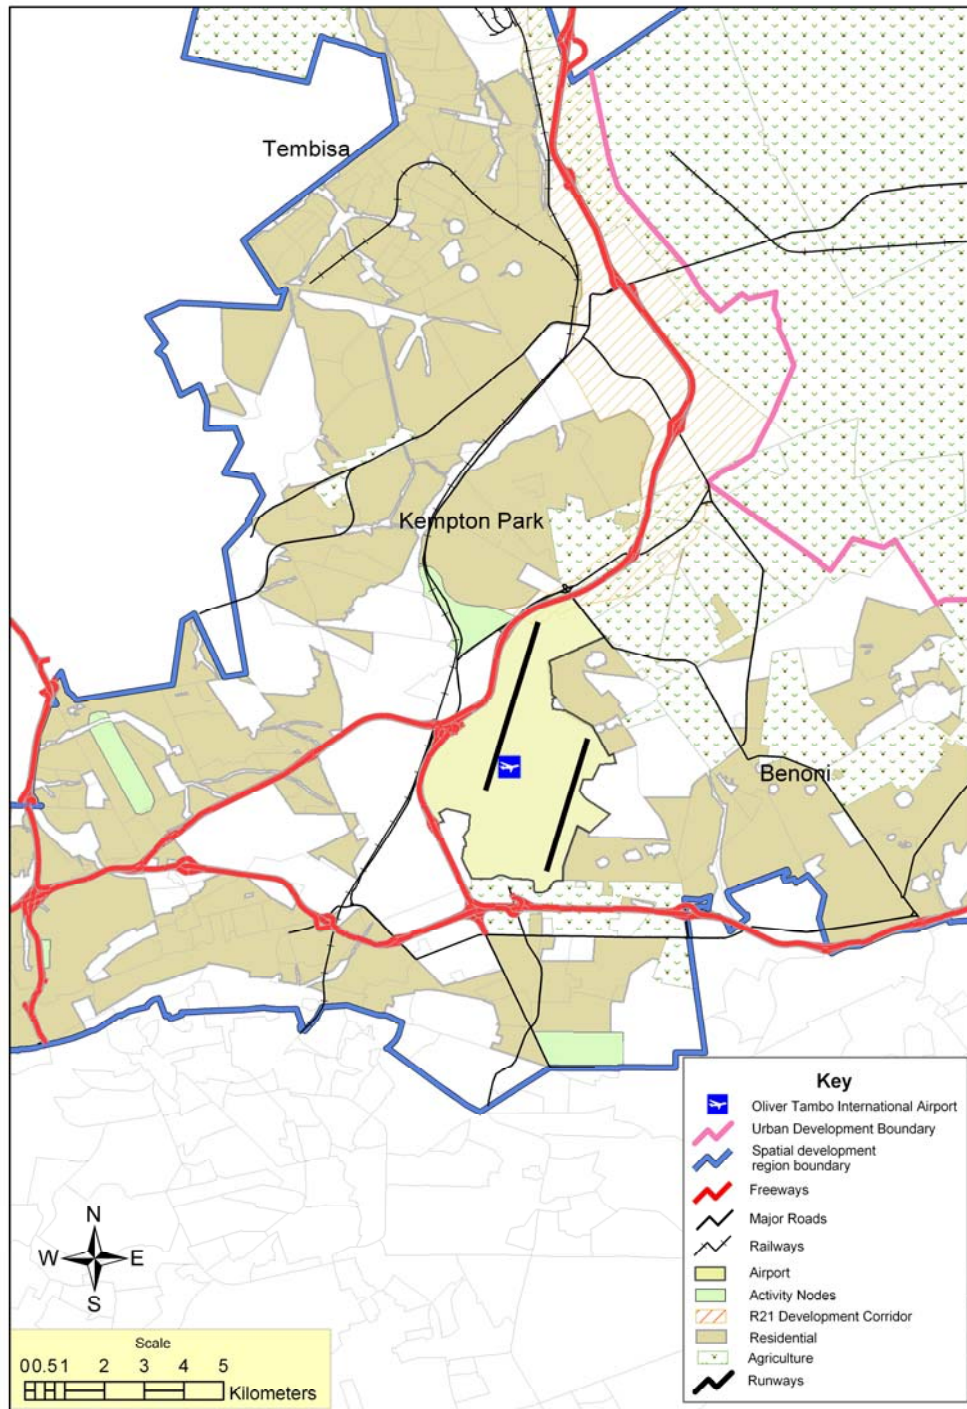 Tembisa
Kempton Park
Benoni
Key
Oliver Tambo International Airport
Urban Development Boundary
Spatial development
region boundary
Freeways
Major Roads
Railways
Airport
Activity Nodes
R21 Development Corridor
Residential
Agriculture
Runways
N
W E
S
Scale
0 0.5 1 2 3 4 5
Kilometers